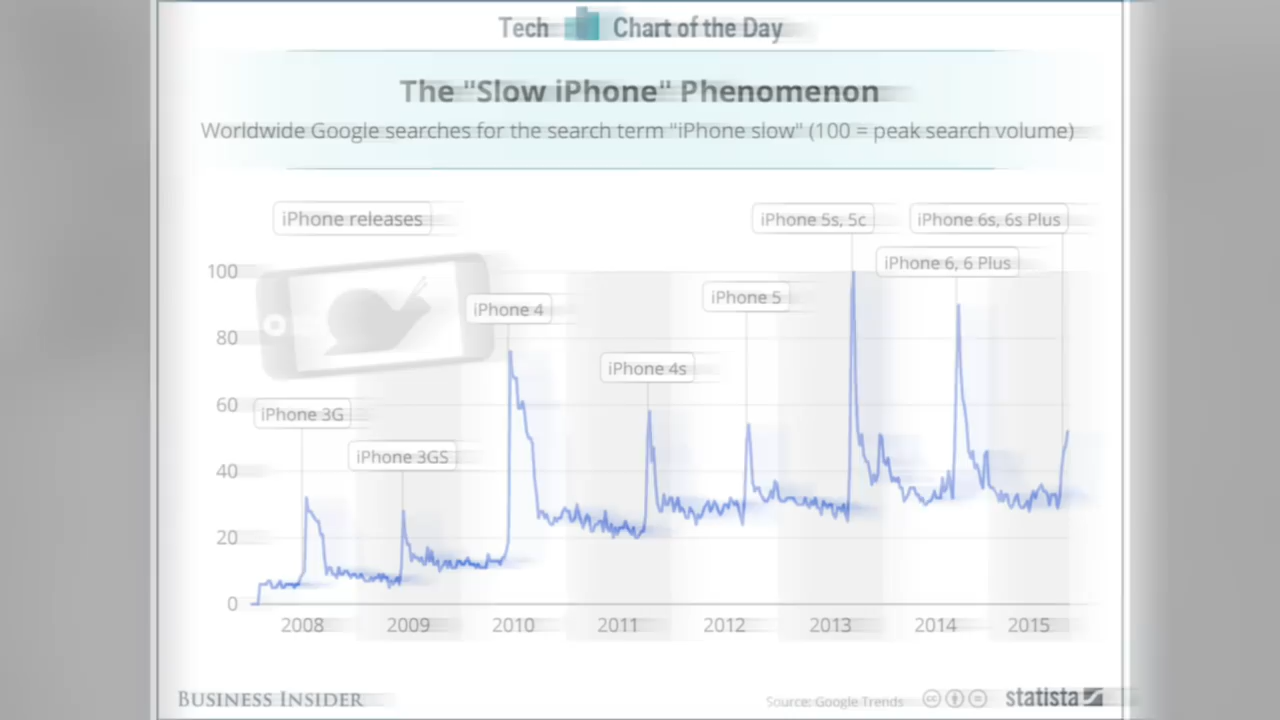 Tech Chart of the Day
The "Slow iPhone" Phenomenon
Worldwide Google searches for the search term "iPhone slow" (100 = peak search volume)
iPhone releases
iPhone 5s, 5c
iPhone 6s, 6s Plus
iPhone 6, 6 Plus
100
iPhone 5
iPhone 4
80
iPhone 4s
60
iPhone 3G
iPhone 3GS
40
20
0
2008 2009 2010 2011 2012 2013 2014 2015
BUSINESS INSIDER
Source: Google Trends
cc
statista